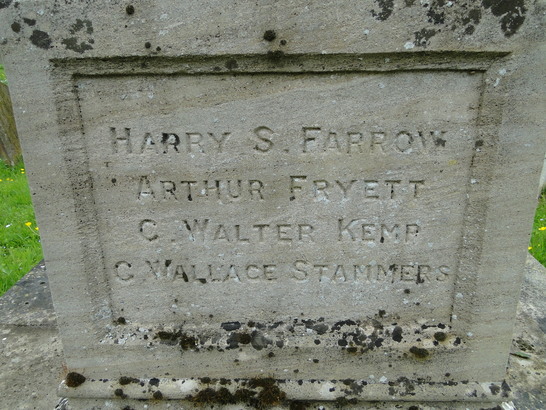 HARRY S. FARROW
ARTHUR FRYETT
C. WALTER KEMP
C WALLACE STAMMERS